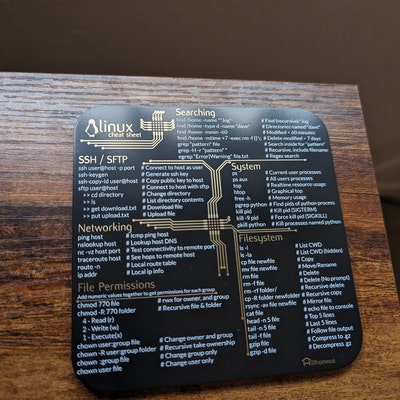 linux
cheat sheet
Searching
find /home -name "*.log" # Find (recursive) *.log
find /home -type d -name "dave" # Directories named "dave"
find /home -mmin -60 # Modified < 60 minutes
find /home -mtime +7 -exec rm -f {} \; # Delete modified > 7 days
grep "pattern" file # Search inside for "pattern"
grep -H -r "pattern" * # Recursive, include filename
egrep "Error|Warning" file.txt # Regex search
SSH / SFTP
ssh user@host -p port # Connect to host as user
ssh-keygen # Generate ssh key
ssh-copy-id user@host # Copy public key to host
sftp user@host # Connect to host with sftp
>> cd directory # Change directory
>> ls # List directory contents
>> get download.txt # Download file
>> put upload.txt # Upload file
System
ps # Current user processes
ps aux # All users processes
top # Realtime resource usage
htop # Graphical top
free -h # Memory usage
pgrep python # Find pids of python process
kill pid # Kill pid (SIGTERM)
kill -9 pid # Force kill pid (SIGKILL)
pkill python # Kill processes named python
Networking
ping host # icmp ping host
nslookup host # Lookup host DNS
nc -vz host port # Test connectivity to remote port
traceroute host # See hops to remote host
route -n # Local route table
ip addr # Local ip info
Filesystem
ls -l # List CWD
ls -la # List CWD (hidden)
cp file newfile # Copy
mv file newfile # Move/Rename
rm file # Delete
rm -f file # Delete (No prompt)
rm -rf folder/ # Recursive delete
cp -R folder newfolder # Recursive copy
rsync -av file newfile # Mirror file
cat file # echo file to console
head -n 5 file # Top 5 lines
tail -n 5 file # Last 5 lines
tail -f file # Follow file output
gzip file # Compress to .gz
gzip -d file # Decompress .gz
File Permissions
Add numeric values together to get permissions for each group
chmod 770 file # rwx for owner, and group
chmod -R 770 folder # Recursive file & folder
4 - Read (r)
2 - Write (w)
1 - Execute(x)
chown user:group file # Change owner and group
chown -R user:group folder # Recursive take ownership
chown :group file # Change group only
chown user file # Change user only